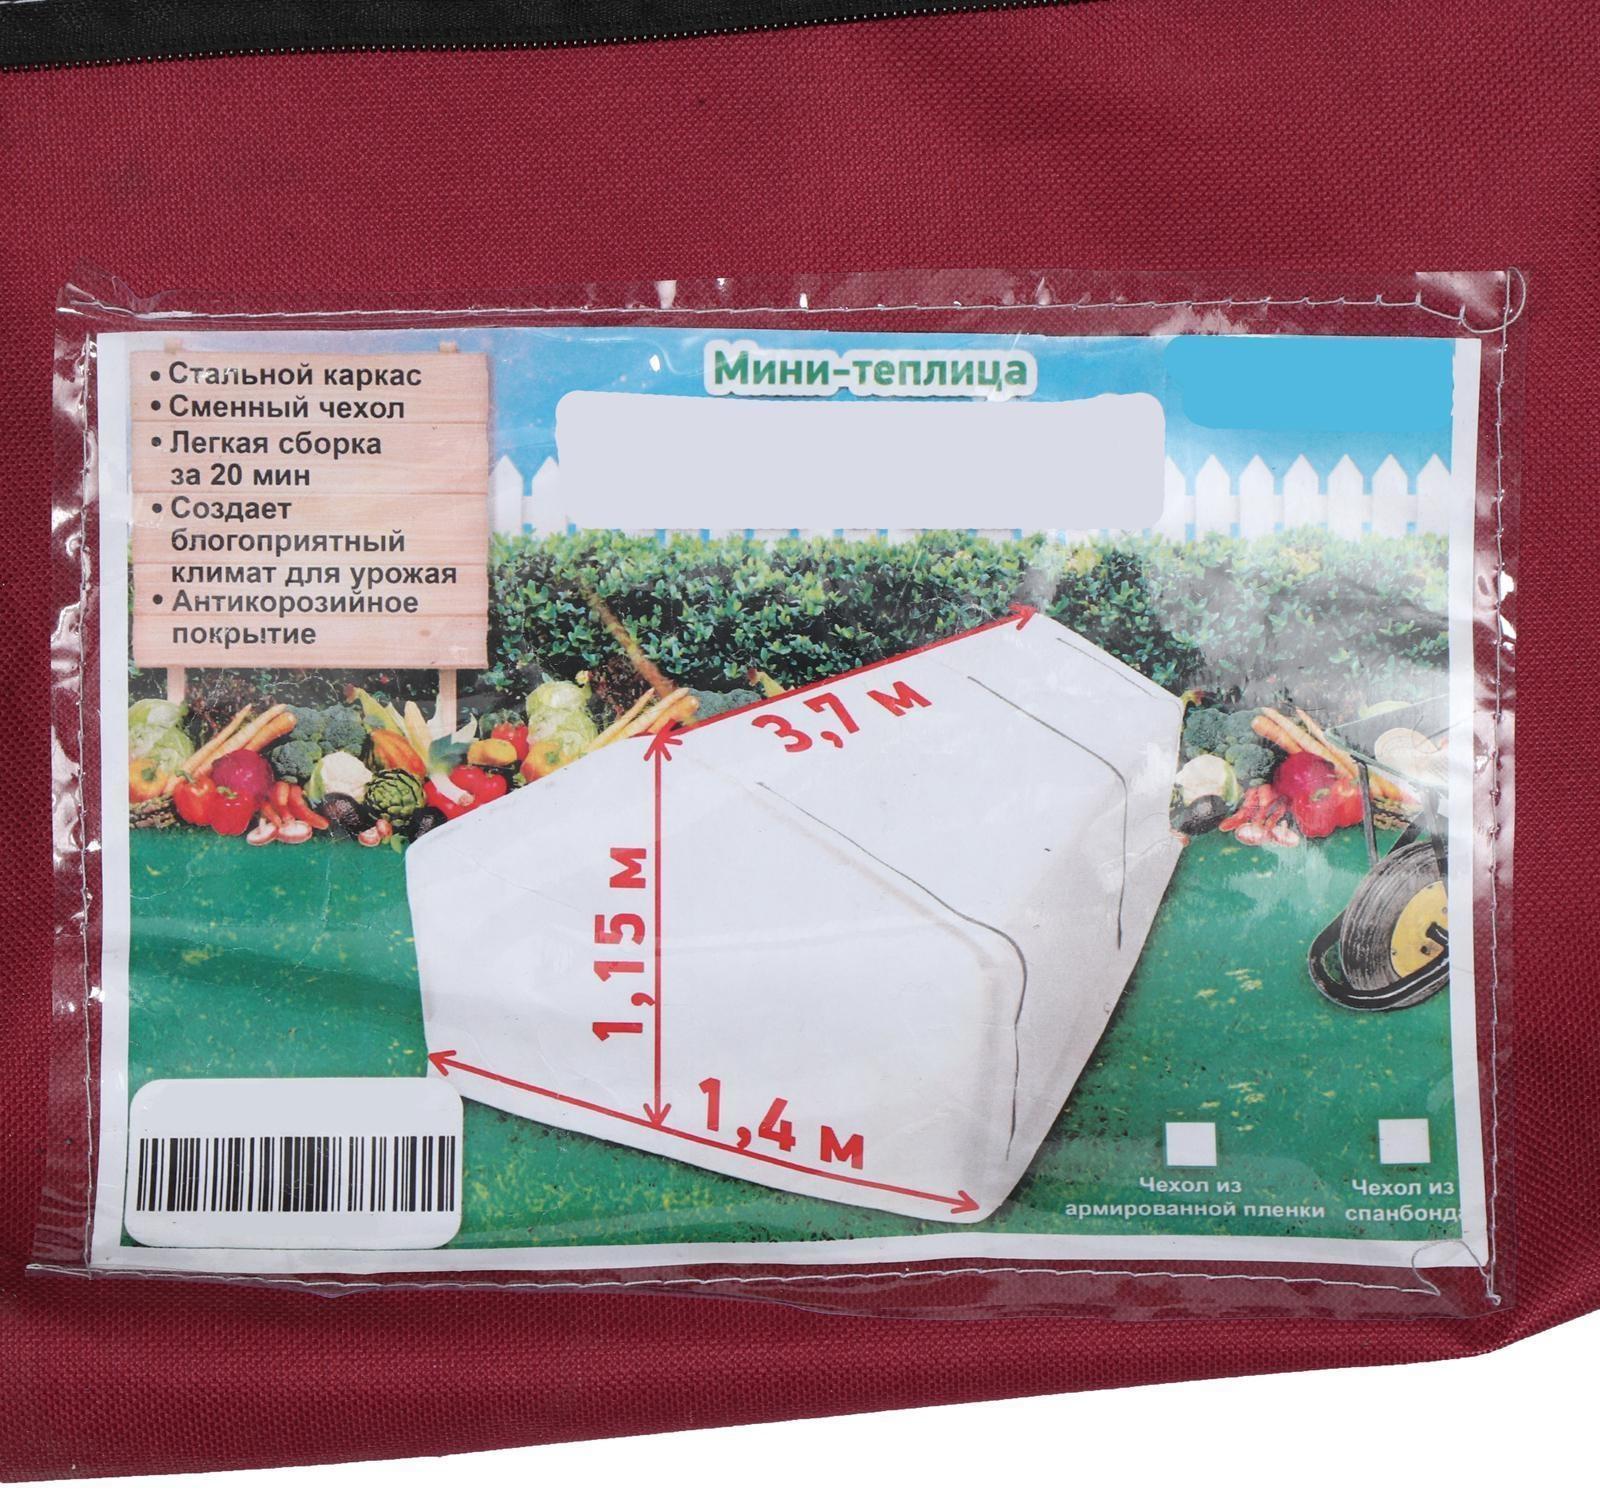 Мини-теплица
• Стальной каркас
• Сменный чехол
• Легкая сборка
за 20 мин
• Создает
блогоприятный
климат для урожая
• Антикорозийное
покрытие
3,7 м
1,15 м
1,4 м
Чехол из
армированной пленки
Чехол из
спанбонда